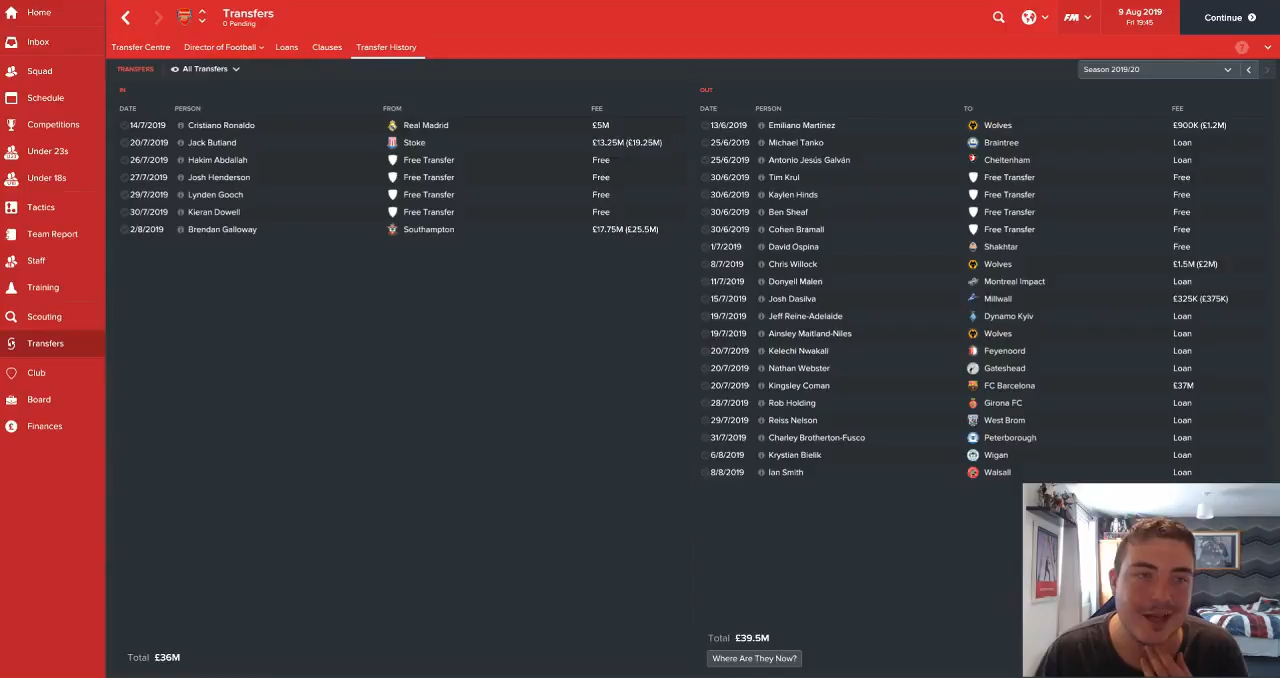 Home
Inbox
Squad
Schedule
Competitions
Under 23s
Under 18s
Tactics
Team Report
Staff
Training
Scouting
Transfers
Club
Board
Finances
Transfers
0 Pending
FM
9 Aug 2019
Fri 19:45
Continue
Transfer Centre Director of Football Loans Clauses Transfer History
TRANSFERS All Transfers
Season 2019/20
IN
DATE PERSON FROM FEE
14/7/2019 Cristiano Ronaldo Real Madrid £5M
20/7/2019 Jack Butland Stoke £13.25M (£19.25M)
26/7/2019 Hakim Abdallah Free Transfer Free
27/7/2019 Josh Henderson Free Transfer Free
29/7/2019 Lynden Gooch Free Transfer Free
30/7/2019 Kieran Dowell Free Transfer Free
2/8/2019 Brendan Galloway Southampton £17.75M (£25.5M)
Total £36M
OUT
DATE PERSON TO FEE
13/6/2019 Emiliano Martínez Wolves £900K (£1.2M)
25/6/2019 Michael Tanko Braintree Loan
25/6/2019 Antonio Jesús Galván Cheltenham Loan
30/6/2019 Tim Krul Free Transfer Free
30/6/2019 Kaylen Hinds Free Transfer Free
30/6/2019 Ben Sheaf Free Transfer Free
30/6/2019 Cohen Bramall Free Transfer Free
1/7/2019 David Ospina Shakhtar Free
8/7/2019 Chris Willock Wolves £1.5M (£2M)
11/7/2019 Donyell Malen Montreal Impact Loan
15/7/2019 Josh Dasilva Millwall £325K (£375K)
19/7/2019 Jeff Reine-Adelaide Dynamo Kyiv Loan
19/7/2019 Ainsley Maitland-Niles Wolves Loan
20/7/2019 Kelechi Nwakali Feyenoord Loan
20/7/2019 Nathan Webster Gateshead Loan
20/7/2019 Kingsley Coman FC Barcelona £37M
28/7/2019 Rob Holding Girona FC Loan
29/7/2019 Reiss Nelson West Brom Loan
31/7/2019 Charley Brotherton-Fusco Peterborough Loan
6/8/2019 Krystian Bielik Wigan Loan
8/8/2019 Ian Smith Walsall Loan
Total £39.5M
Where Are They Now?